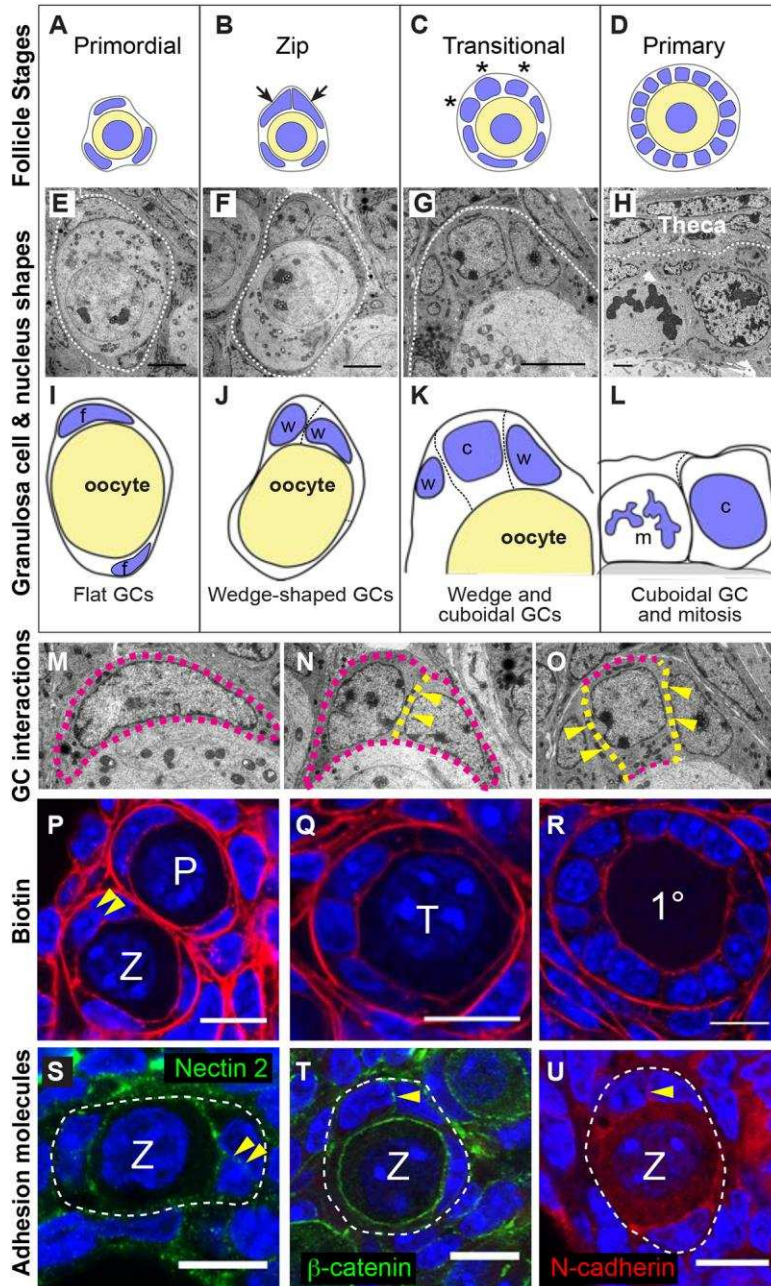 Follicle Stages
A
Primordial
B
Zip
C
Transitional
* * *
D
Primary
Granulosa cell & nucleus shapes
E
F
G
H
Theca
I
f
oocyte
f
Flat GCs
J
w w
oocyte
Wedge-shaped GCs
K
w c w
oocyte
Wedge and
cuboidal GCs
L
m c
Cuboidal GC
and mitosis
GC interactions
M
N
O
Biotin
P
P
Z
Q
T
R
1°
Adhesion molecules
S
Nectin 2
Z
T
Z
β-catenin
U
Z
N-cadherin